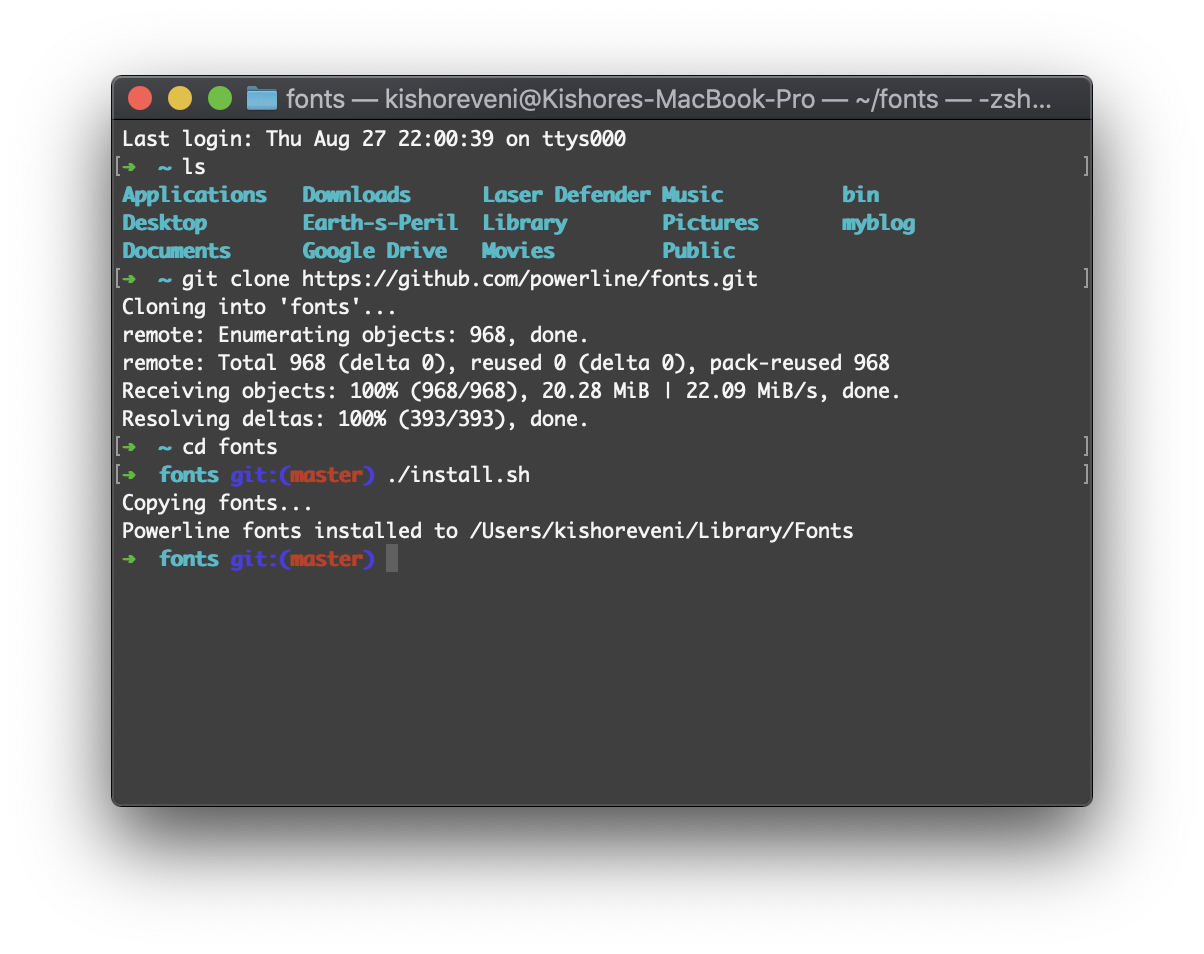 fonts — kishoreveni@Kishores-MacBook-Pro — ~/fonts — -zsh...
Last login: Thu Aug 27 22:00:39 on ttys000
[➜  ~ ls ]
Applications   Downloads      Laser Defender Music          bin
Desktop        Earth-s-Peril  Library        Pictures       myblog
Documents      Google Drive   Movies         Public
[➜  ~ git clone https://github.com/powerline/fonts.git ]
Cloning into 'fonts'...
remote: Enumerating objects: 968, done.
remote: Total 968 (delta 0), reused 0 (delta 0), pack-reused 968
Receiving objects: 100% (968/968), 20.28 MiB | 22.09 MiB/s, done.
Resolving deltas: 100% (393/393), done.
[➜  ~ cd fonts ]
[➜  fonts git:(master) ./install.sh ]
Copying fonts...
Powerline fonts installed to /Users/kishoreveni/Library/Fonts
➜  fonts git:(master)